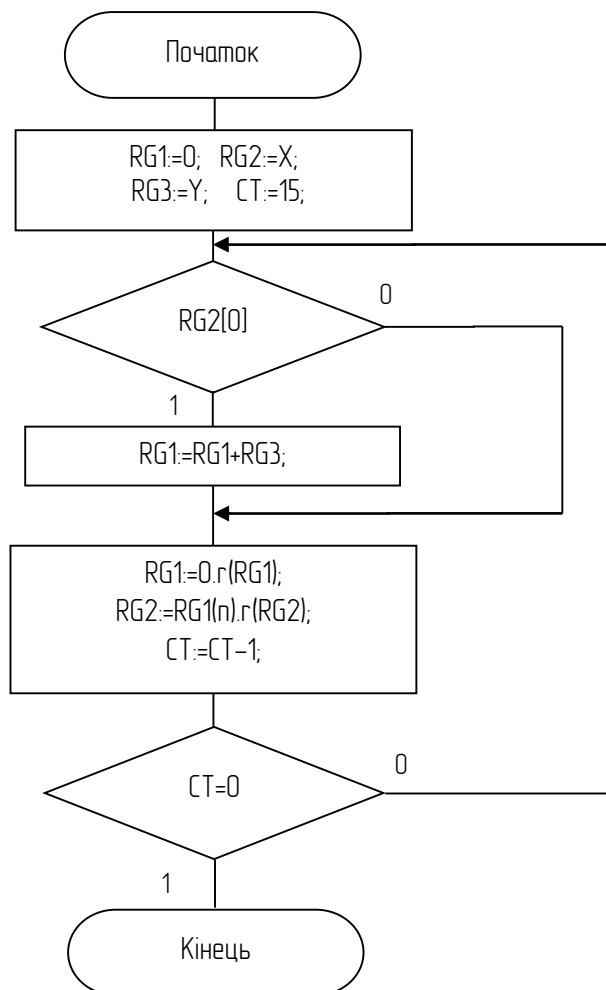 Початок
RG1:=0; RG2:=X;
RG3:=Y; CT:=15;
RG2[0]
0
1
RG1:=RG1+RG3;
RG1:=0.r(RG1);
RG2:=RG1(n).r(RG2);
CT:=CT-1;
CT=0
0
1
Кінець